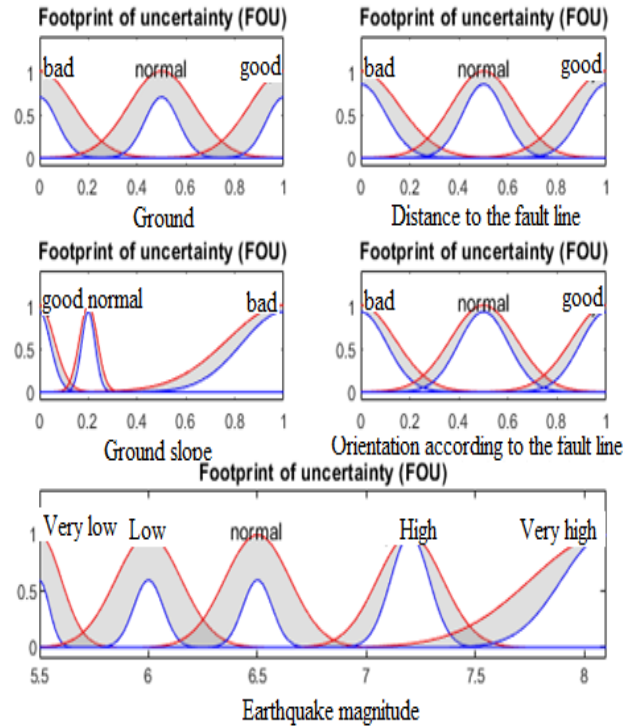 Footprint of uncertainty (FOU)
bad normal good
1
0.5
0
0 0.2 0.4 0.6 0.8 1
Ground
Footprint of uncertainty (FOU)
bad normal good
1
0.5
0
0 0.2 0.4 0.6 0.8 1
Distance to the fault line
Footprint of uncertainty (FOU)
good normal bad
1
0.5
0
0 0.2 0.4 0.6 0.8 1
Ground slope
Footprint of uncertainty (FOU)
bad normal good
1
0.5
0
0 0.2 0.4 0.6 0.8 1
Orientation according to the fault line
Footprint of uncertainty (FOU)
Very low Low normal High Very high
1
0.5
0
5.5 6 6.5 7 7.5 8
Earthquake magnitude